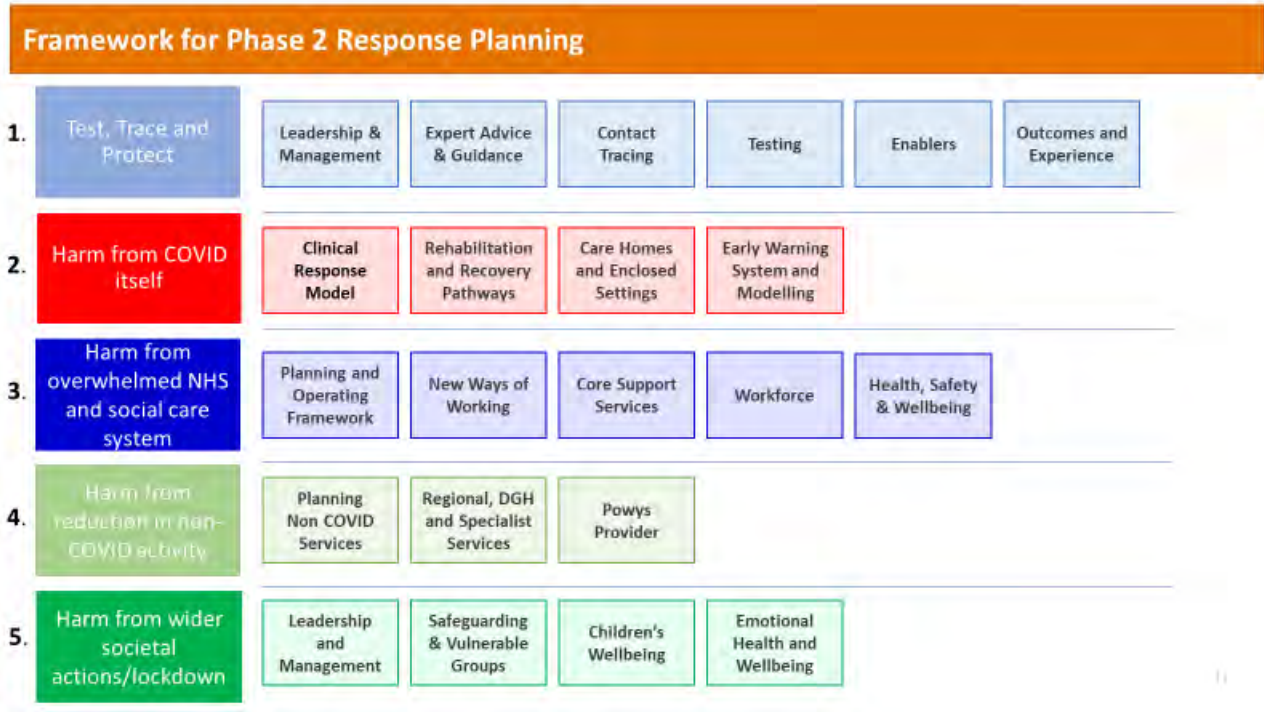 Framework for Phase 2 Response Planning
1.
Test, Trace and
Protect
Leadership &
Management
Expert Advice
& Guidance
Contact
Tracing
Testing
Enablers
Outcomes and
Experience
2.
Harm from COVID
itself
Clinical
Response
Model
Rehabilitation
and Recovery
Pathways
Care Homes
and Enclosed
Settings
Early Warning
System and
Modelling
3.
Harm from
overwhelmed NHS
and social care
system
Planning and
Operating
Framework
New Ways of
Working
Core Support
Services
Workforce
Health, Safety
& Wellbeing
4.
Harm from
reduction in non-
COVID activity
Planning
Non COVID
Services
Regional, DGH
and Specialist
Services
Powys
Provider
5.
Harm from wider
societal
actions/lockdown
Leadership
and
Management
Safeguarding
& Vulnerable
Groups
Children's
Wellbeing
Emotional
Health and
Wellbeing